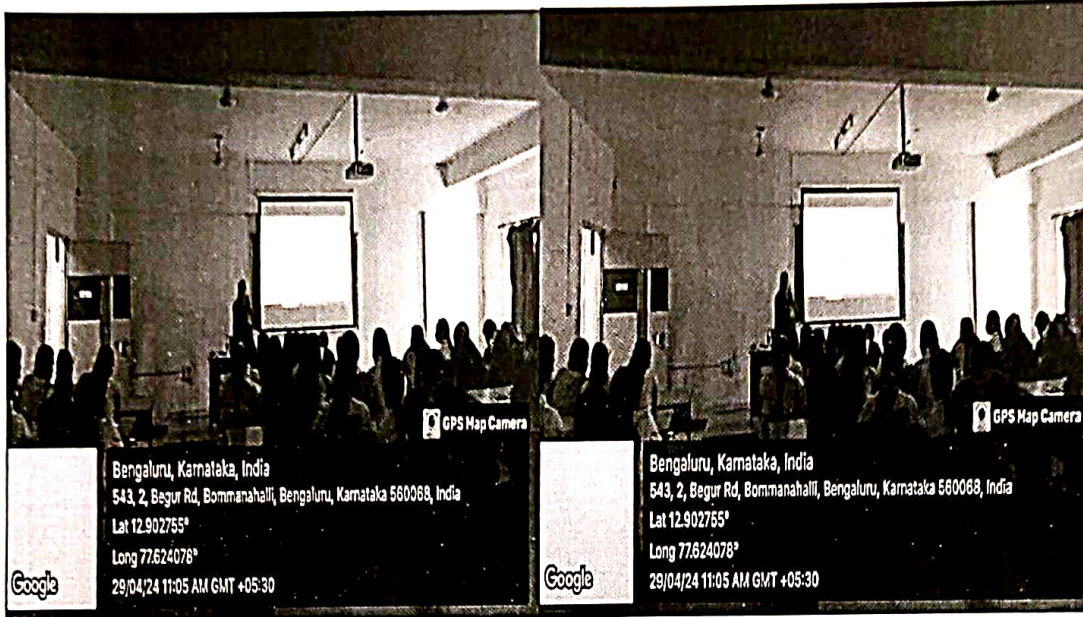 GPS Map Camera
Bengaluru, Karnataka, India
543, 2, Begur Rd, Bommanahalli, Bengaluru, Karnataka 560068, India
Lat 12.902755°
Long 77.624078°
29/04/24 11:05 AM GMT +05:30
Google
GPS Map Camera
Bengaluru, Karnataka, India
543, 2, Begur Rd, Bommanahalli, Bengaluru, Karnataka 560068, India
Lat 12.902755°
Long 77.624078°
29/04/24 11:05 AM GMT +05:30
Google